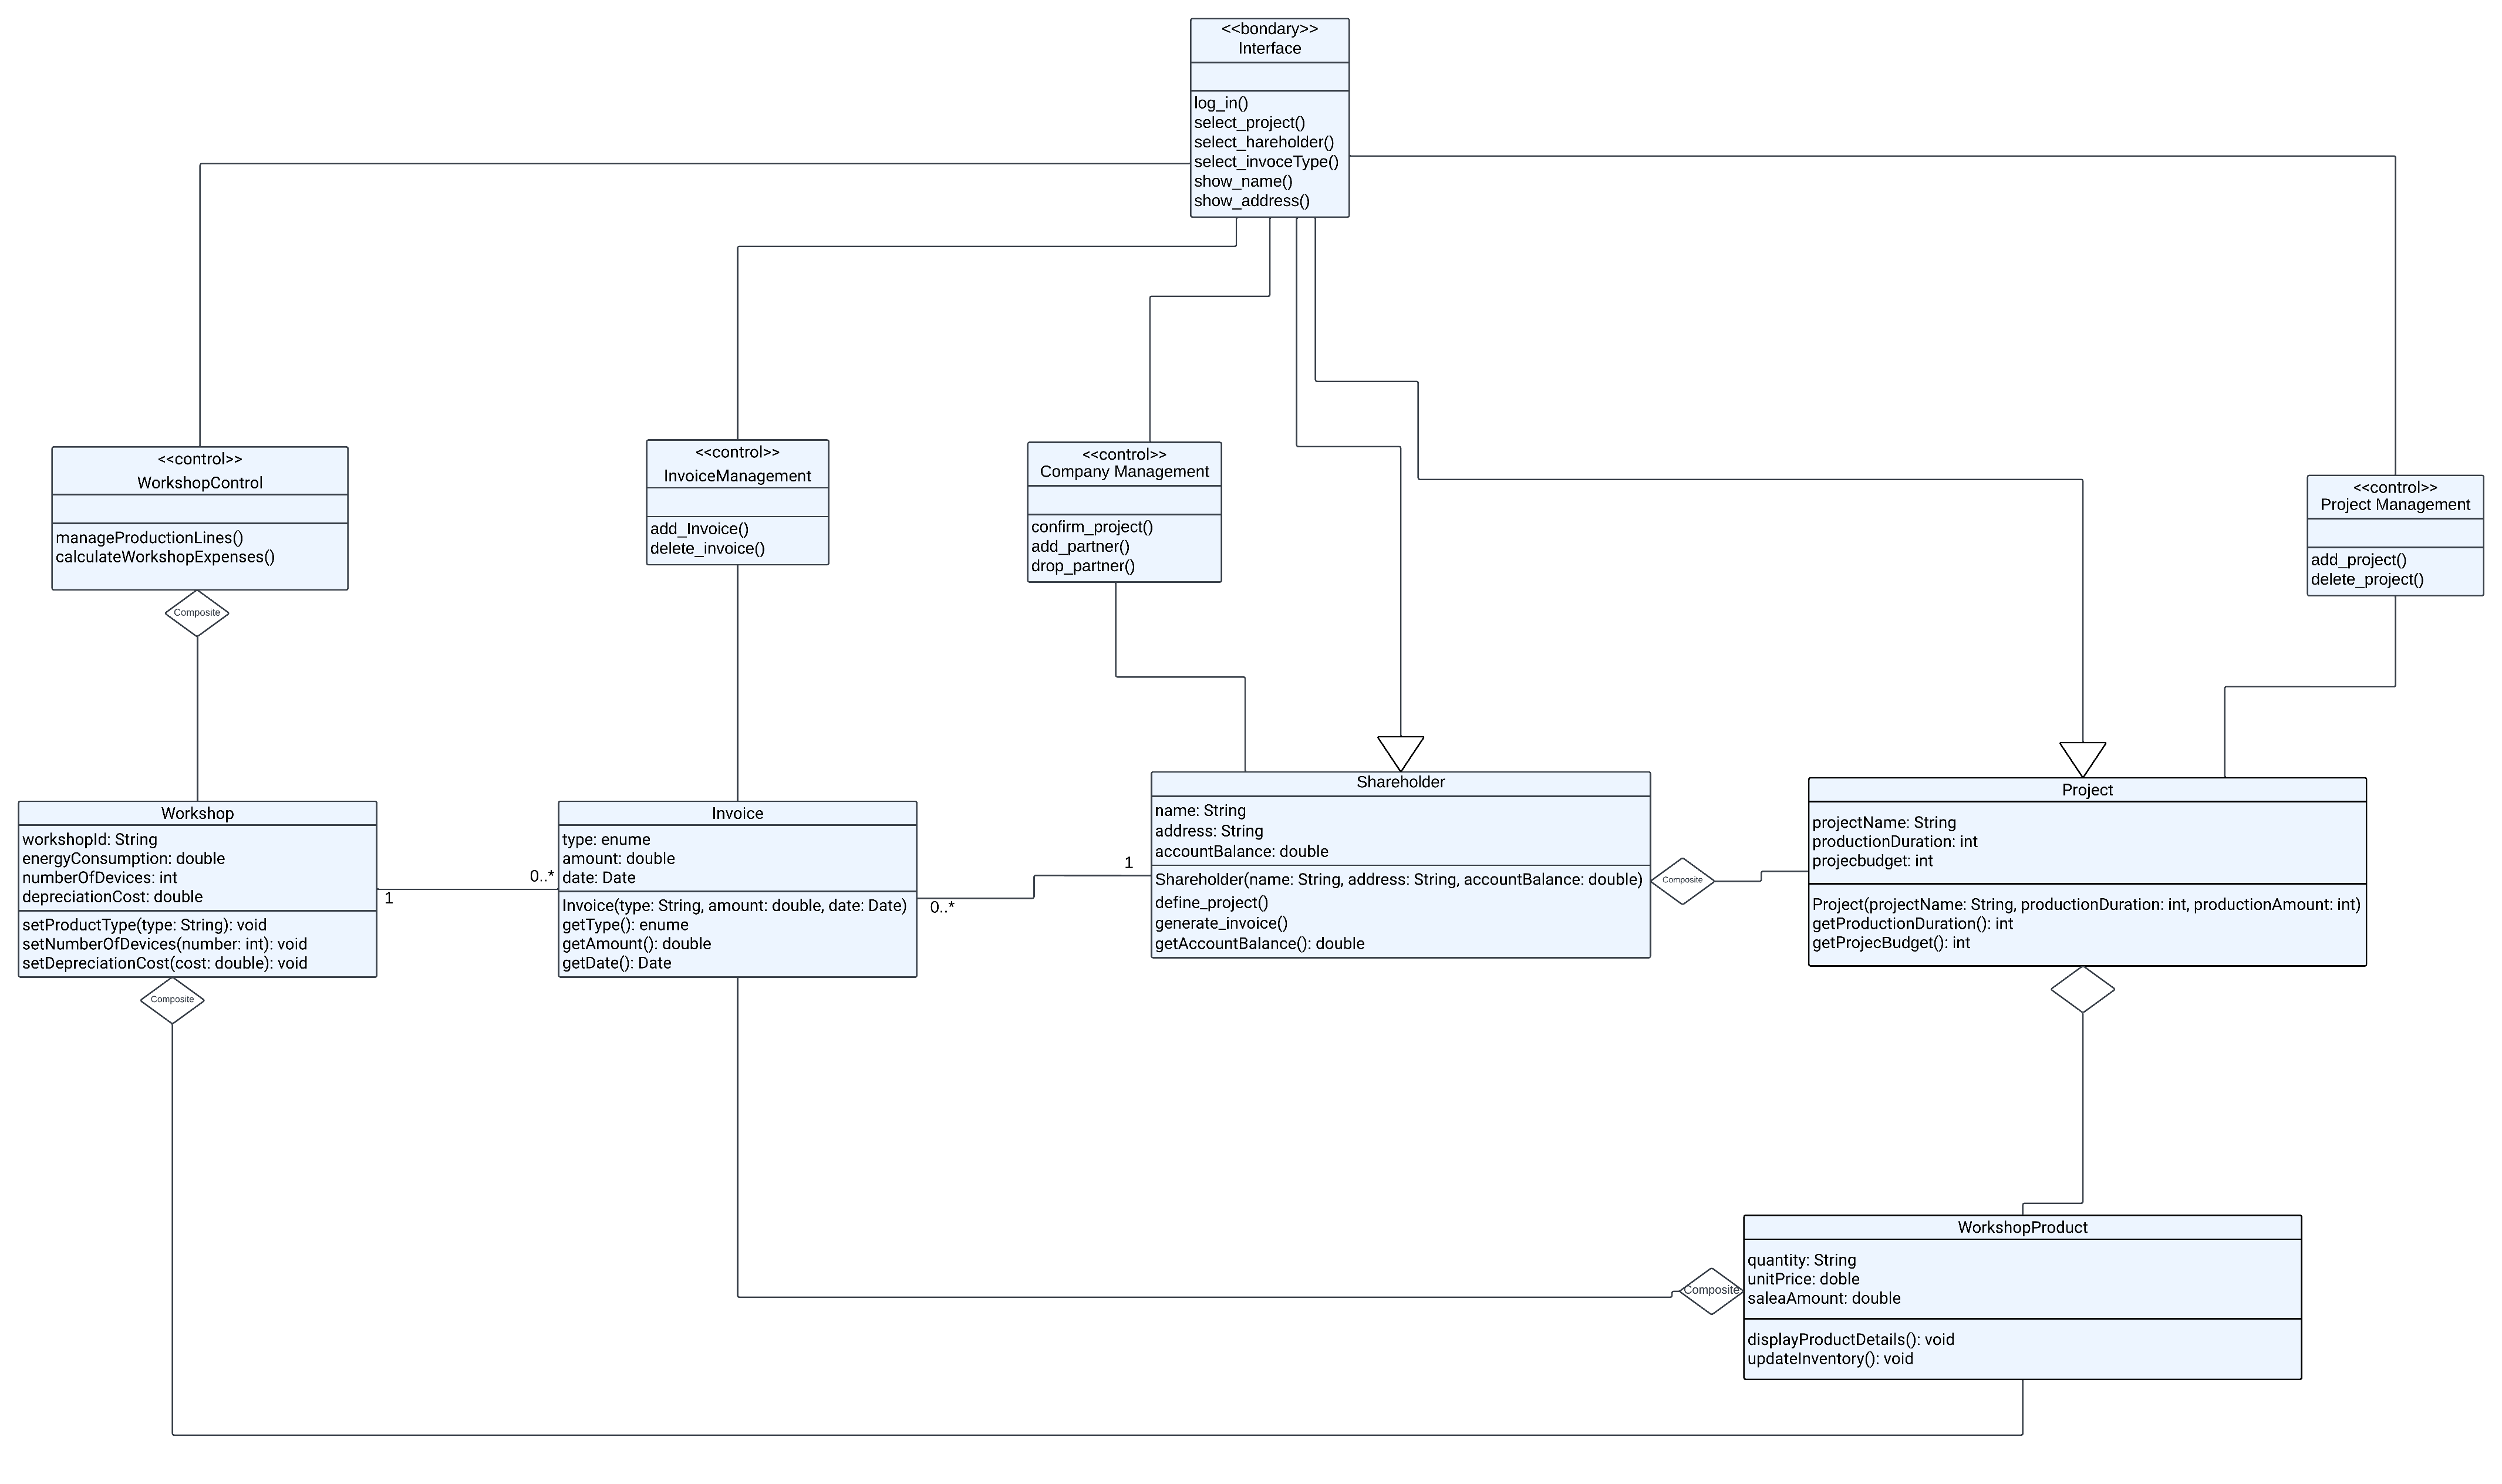 <<bondary>>
Interface
log_in()
select_project()
select_hareholder()
select_invoceType()
show_name()
show_address()
<<control>>
WorkshopControl
manageProductionLines()
calculateWorkshopExpenses()
Composite
<<control>>
InvoiceManagement
add_Invoice()
delete_invoice()
<<control>>
Company Management
confirm_project()
add_partner()
drop_partner()
<<control>>
Project Management
add_project()
delete_project()
Workshop
workshopId: String
energyConsumption: double
numberOfDevices: int
depreciationCost: double
setProductType(type: String): void
setNumberOfDevices(number: int): void
setDepreciationCost(cost: double): void
Composite
1
0..*
Invoice
type: enume
amount: double
date: Date
Invoice(type: String, amount: double, date: Date)
getType(): enume
getAmount(): double
getDate(): Date
0..*
1
Shareholder
name: String
address: String
accountBalance: double
Shareholder(name: String, address: String, accountBalance: double)
define_project()
generate_invoice()
getAccountBalance(): double
Composite
Project
projectName: String
productionDuration: int
projecbudget: int
Project(projectName: String, productionDuration: int, productionAmount: int)
getProductionDuration(): int
getProjecBudget(): int
Composite
WorkshopProduct
quantity: String
unitPrice: doble
saleaAmount: double
displayProductDetails(): void
updateInventory(): void